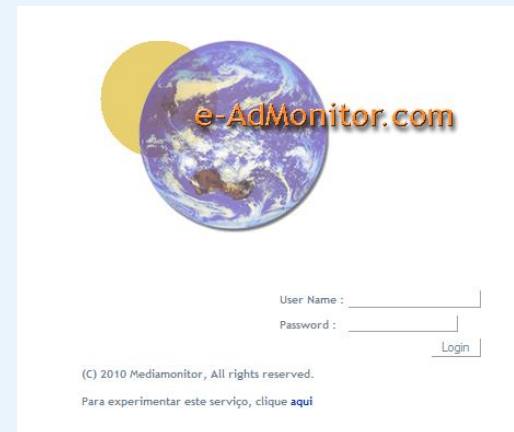 e-AdMonitor.com
User Name :
Password :
Login
(C) 2010 Mediamonitor, All rights reserved.
Para experimentar este serviço, clique aqui